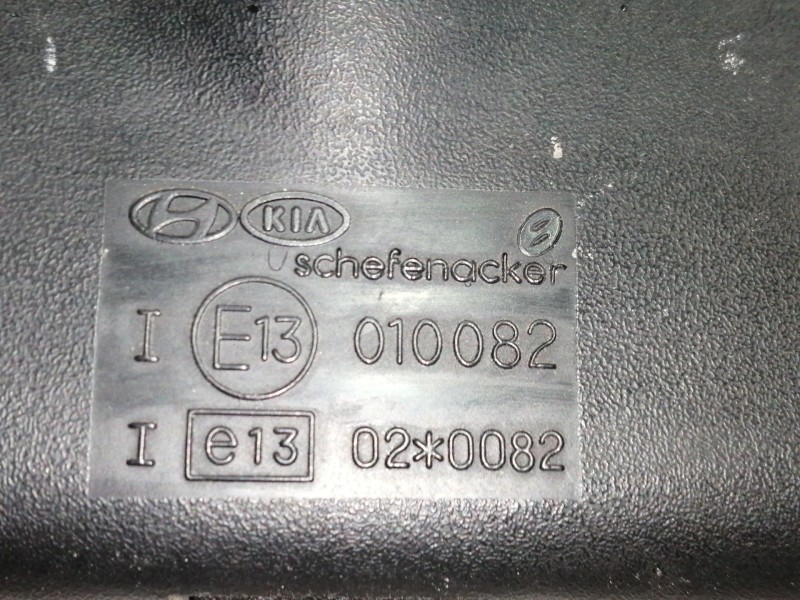 KIA
schefenacker
I E13 010082
I e13 02*0082